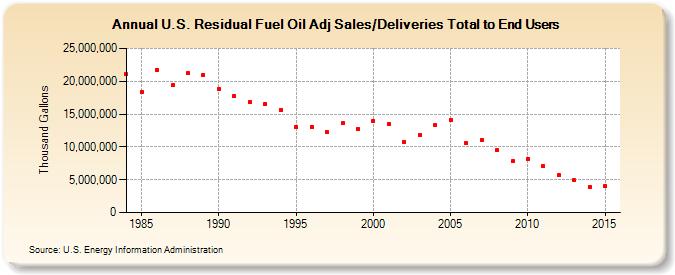 Annual U.S. Residual Fuel Oil Adj Sales/Deliveries Total to End Users
Thousand Gallons
25,000,000
20,000,000
15,000,000
10,000,000
5,000,000
0
1985 1990 1995 2000 2005 2010 2015
Source: U.S. Energy Information Administration